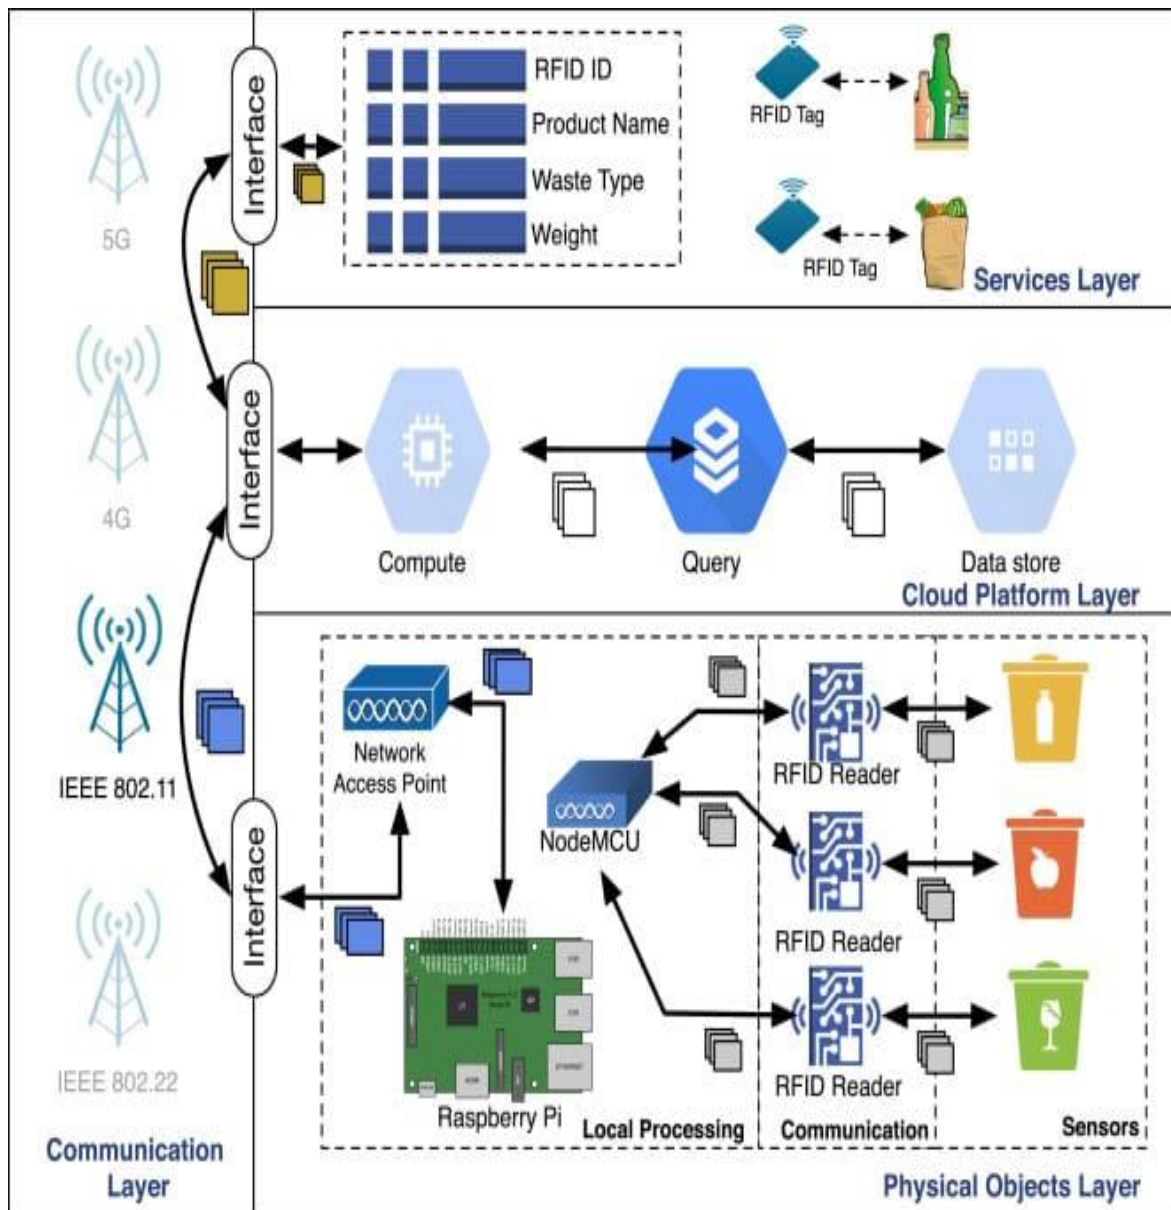 5G
4G
IEEE 802.11
IEEE 802.22
Communication
Layer
Interface
Interface
Interface
RFID ID
Product Name
Waste Type
Weight
RFID Tag
RFID Tag
Services Layer
Compute
Query
Data store
Cloud Platform Layer
Network
Access Point
NodeMCU
Raspberry Pi
Local Processing
RFID Reader
RFID Reader
RFID Reader
Communication
Sensors
Physical Objects Layer